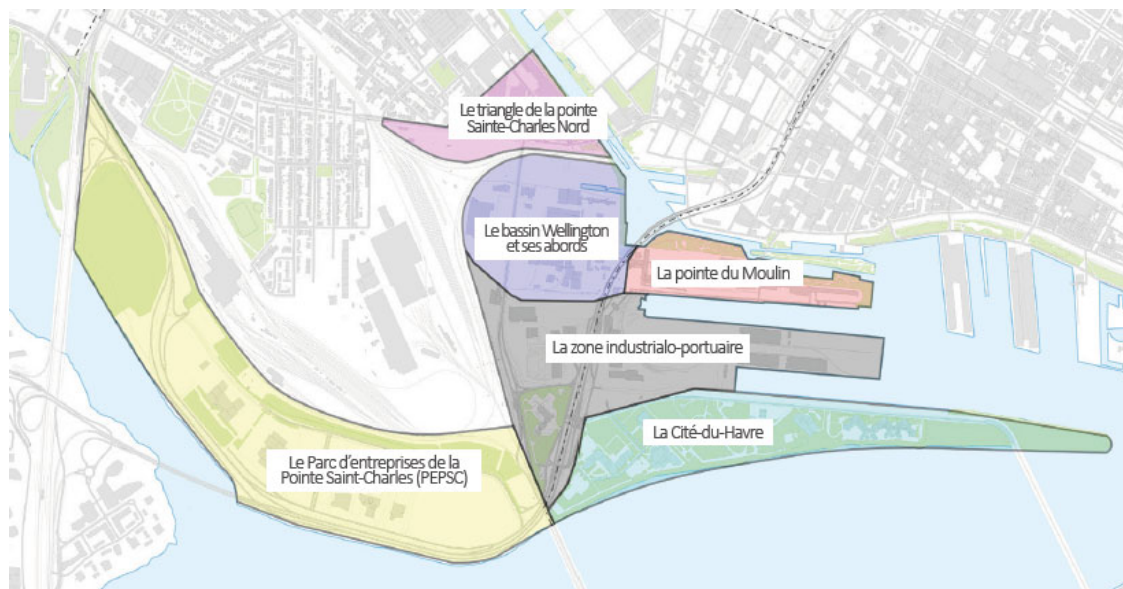 Le triangle de la pointe
Sainte-Charles Nord
Le bassin Wellington
et ses abords
La pointe du Moulin
La zone industrialo-portuaire
La Cité-du-Havre
Le Parc d'entreprises de la
Pointe Saint-Charles (PEPSC)